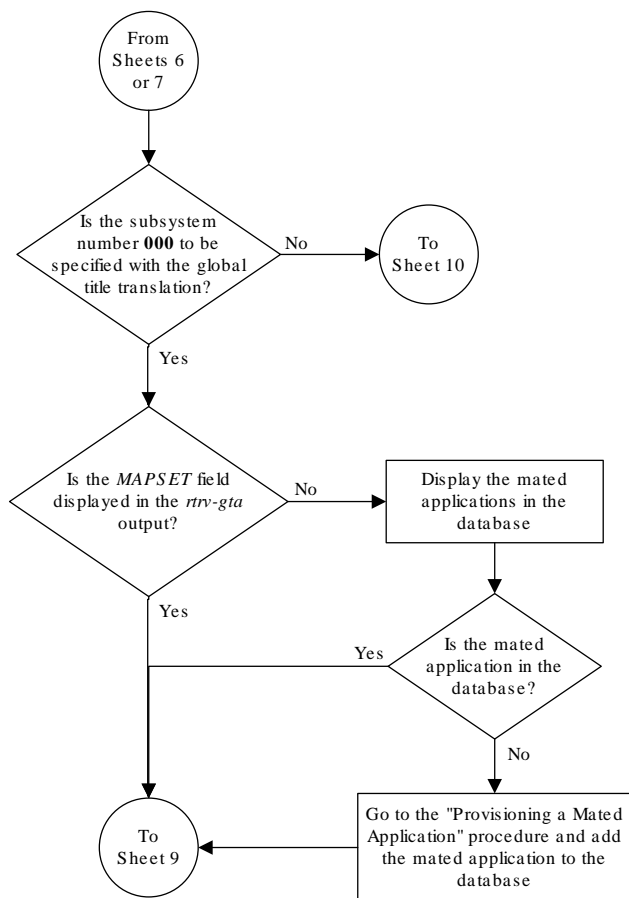 From
Sheets 6
or 7
Is the subsystem
number 000 to be
specified with the global
title translation?
No
To
Sheet 10
Yes
Is the MAPSET field
displayed in the rtrv-gta
output?
No
Display the mated
applications in the
database
Yes
Yes
Is the mated
application in the
database?
No
To
Sheet 9
Go to the "Provisioning a Mated
Application" procedure and add
the mated application to the
database